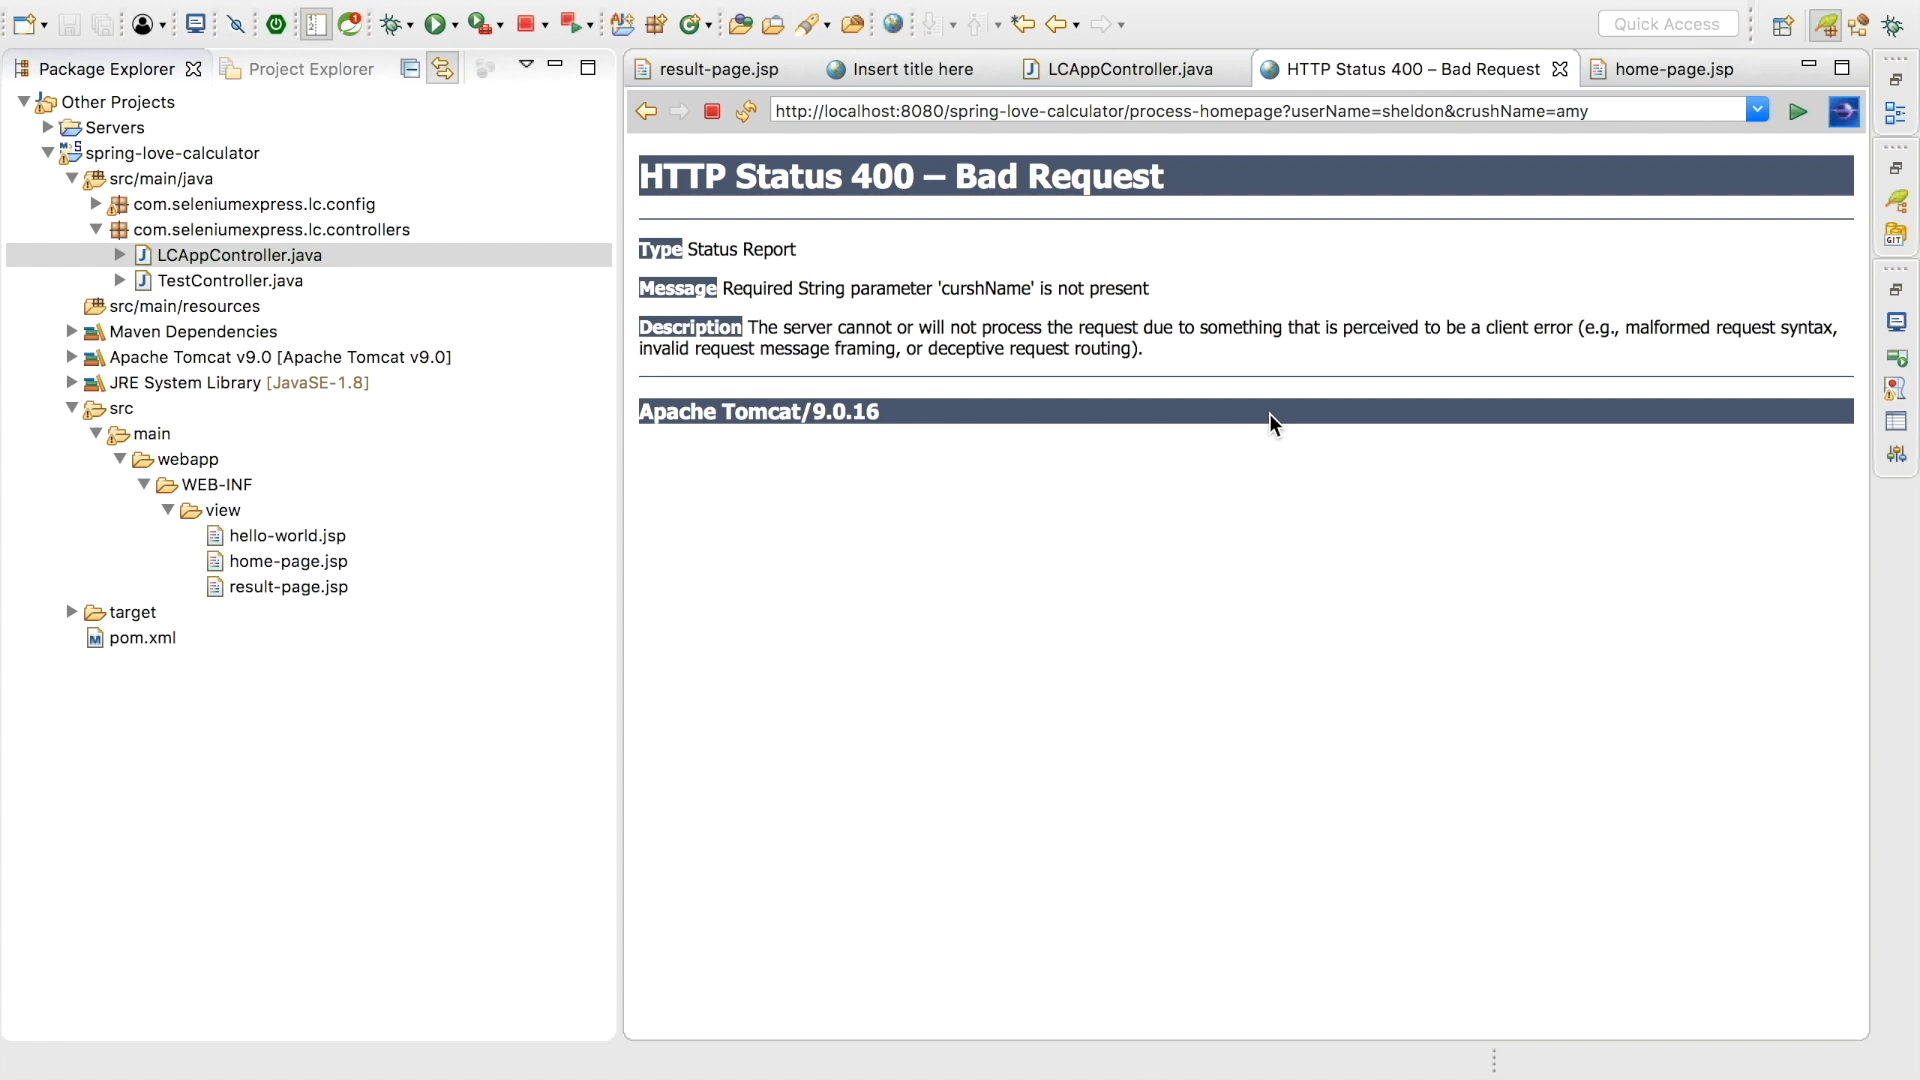 Quick Access
Package Explorer
Project Explorer
Other Projects
Servers
spring-love-calculator
src/main/java
com.seleniumexpress.lc.config
com.seleniumexpress.lc.controllers
LCAppController.java
TestController.java
src/main/resources
Maven Dependencies
Apache Tomcat v9.0 [Apache Tomcat v9.0]
JRE System Library [JavaSE-1.8]
src
main
webapp
WEB-INF
view
hello-world.jsp
home-page.jsp
result-page.jsp
target
pom.xml
result-page.jsp
Insert title here
LCAppController.java
HTTP Status 400 – Bad Request
home-page.jsp
http://localhost:8080/spring-love-calculator/process-homepage?userName=sheldon&crushName=amy
HTTP Status 400 – Bad Request
Type Status Report
Message Required String parameter 'curshName' is not present
Description The server cannot or will not process the request due to something that is perceived to be a client error (e.g., malformed request syntax,
invalid request message framing, or deceptive request routing).
Apache Tomcat/9.0.16
GIT